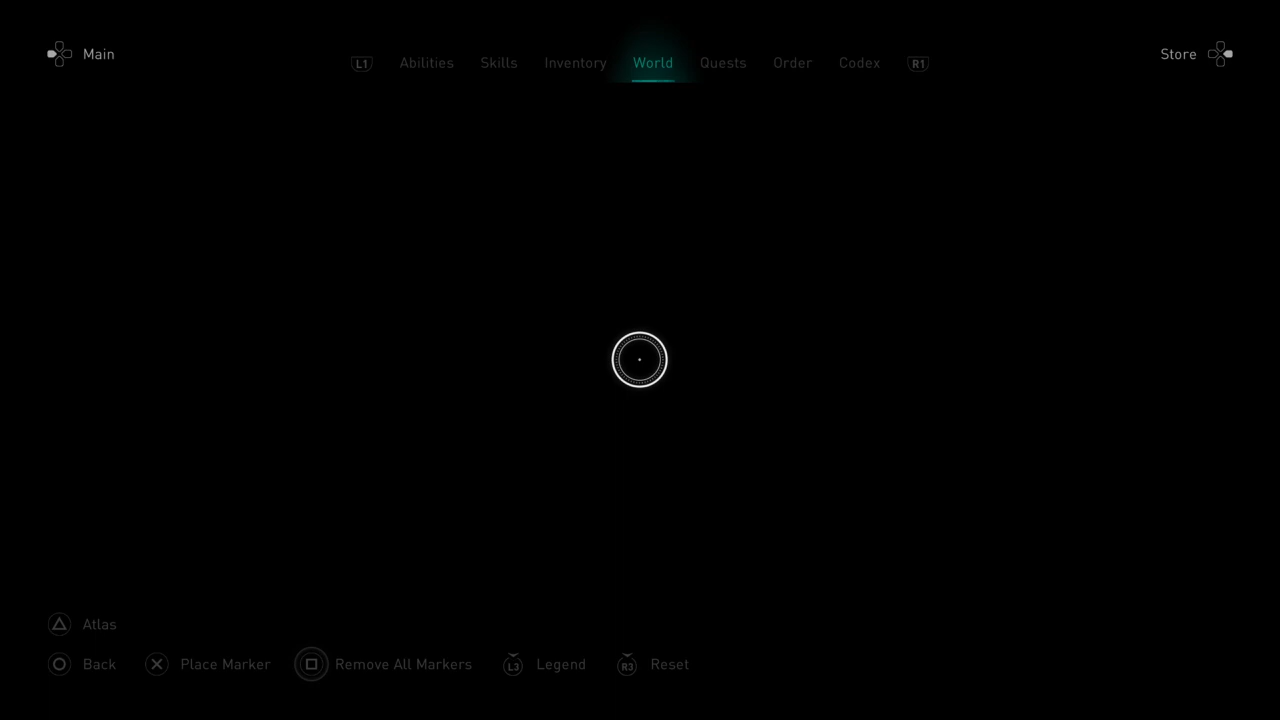 Main
L1 Abilities Skills Inventory World Quests Order Codex R1
Store
Atlas
Back Place Marker Remove All Markers L3 Legend R3 Reset